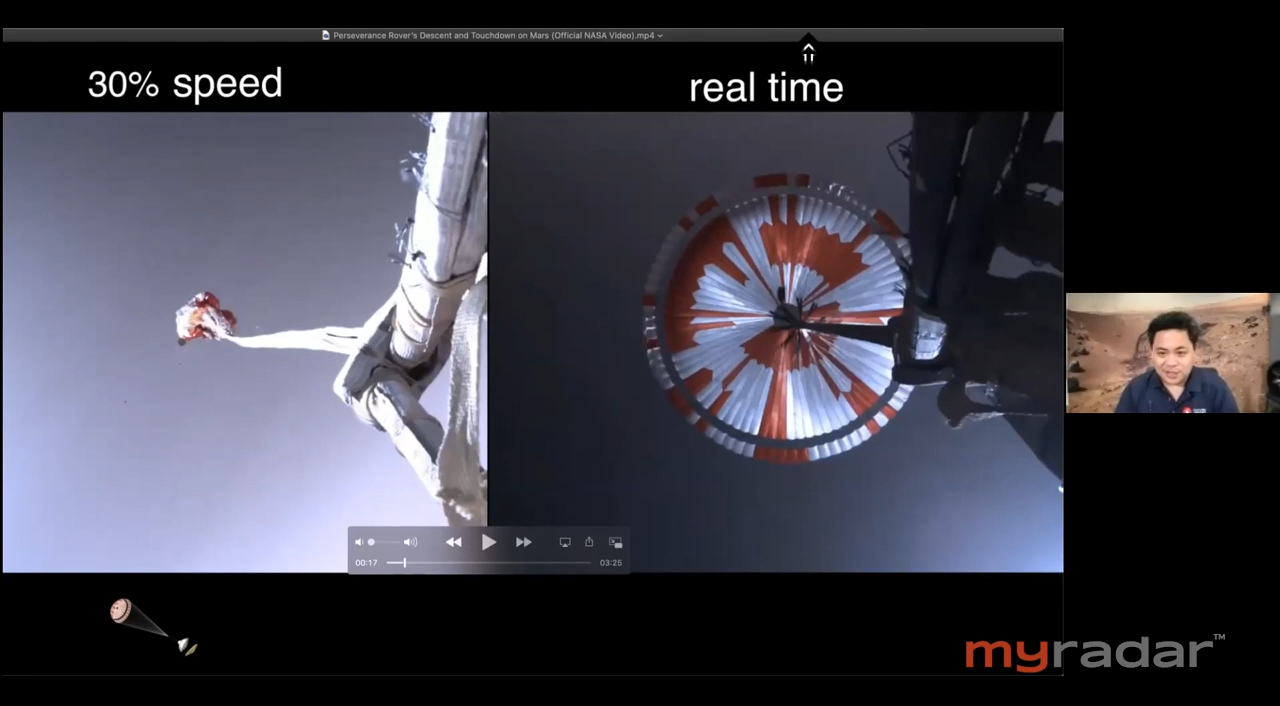 Perseverance Rover's Descent and Touchdown on Mars (Official NASA Video).mp4
30% speed
real time
00:17
03:25
myradar™